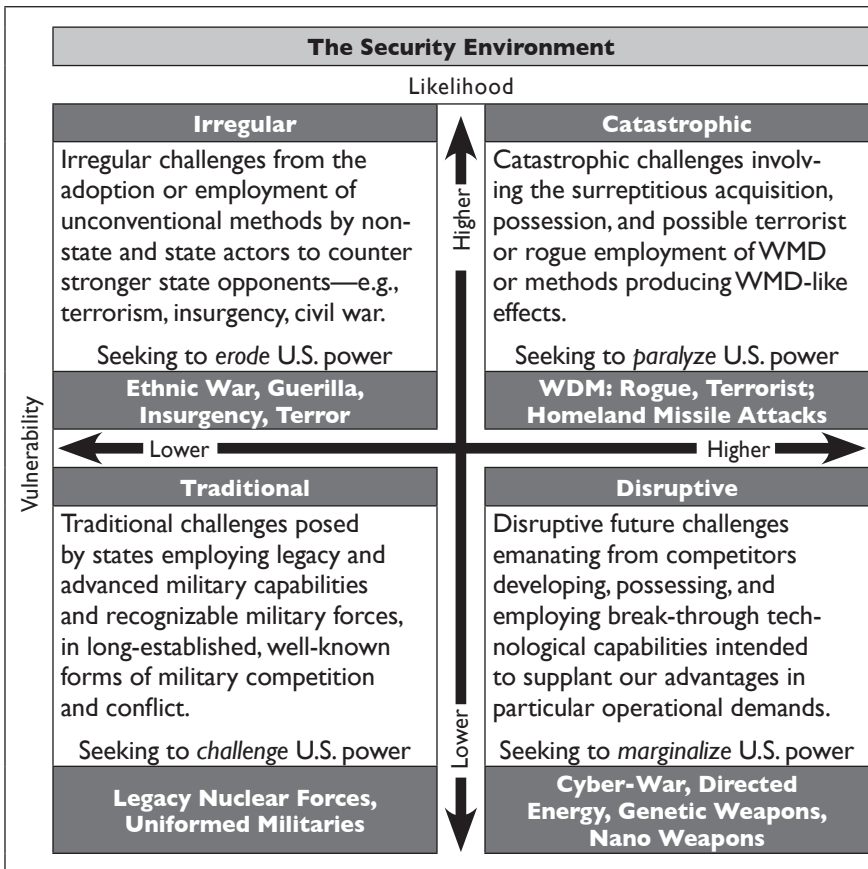 The Security Environment
Likelihood
Irregular
Irregular challenges from the
adoption or employment of
unconventional methods by non-
state and state actors to counter
stronger state opponents—e.g.,
terrorism, insurgency, civil war.
Seeking to erode U.S. power
Ethnic War, Guerilla,
Insurgency, Terror
Higher
Catastrophic
Catastrophic challenges involv-
ing the surreptitious acquisition,
possession, and possible terrorist
or rogue employment of WMD
or methods producing WMD-like
effects.
Seeking to paralyze U.S. power
WDM: Rogue, Terrorist;
Homeland Missile Attacks
Vulnerability
Lower
Higher
Traditional
Traditional challenges posed
by states employing legacy and
advanced military capabilities
and recognizable military forces,
in long-established, well-known
forms of military competition
and conflict.
Seeking to challenge U.S. power
Legacy Nuclear Forces,
Uniformed Militaries
Lower
Disruptive
Disruptive future challenges
emanating from competitors
developing, possessing, and
employing break-through tech-
nological capabilities intended
to supplant our advantages in
particular operational demands.
Seeking to marginalize U.S. power
Cyber-War, Directed
Energy, Genetic Weapons,
Nano Weapons